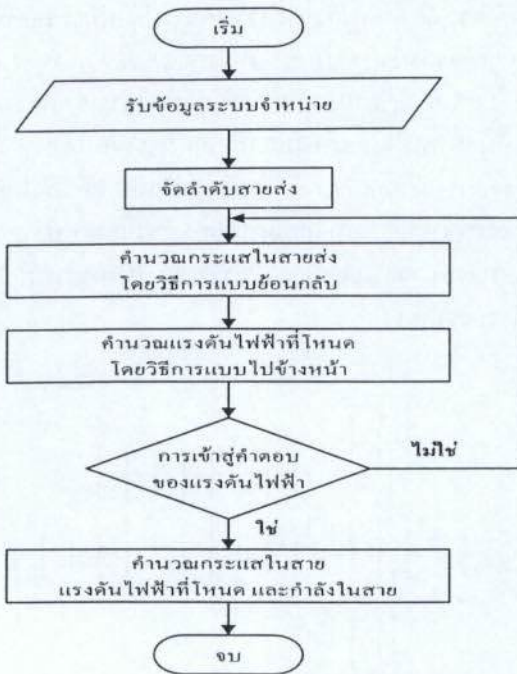 เริ่ม
รับข้อมูลระบบจำหน่าย
จัดลำดับสายส่ง
คำนวณกระแสในสายส่ง
โดยวิธีการแบบย้อนกลับ
คำนวณแรงดันไฟฟ้าที่โหนด
โดยวิธีการแบบไปข้างหน้า
การเข้าสู่คำตอบ
ของแรงดันไฟฟ้า
ไม่ใช่
ใช่
คำนวณกระแสในสาย
แรงดันไฟฟ้าที่โหนด และกำลังในสาย
จบ